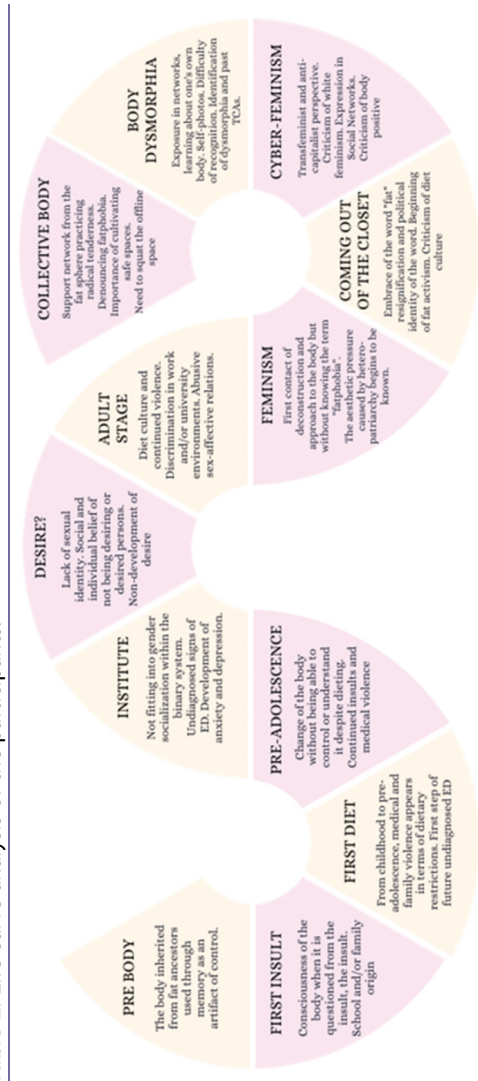 PRE BODY
The body inherited
from fat ancestors
used through
memory as an
artifact of control.
FIRST INSULT
Consciousness of the
body when it is
questioned from the
insult, the insult.
School and/or family
origin
FIRST DIET
From childhood to pre-
adolescence, medical and
family violence appears
in terms of dietary
restrictions. First step of
future undiagnosed ED
PRE-ADOLESCENCE
Change of the body
without being able to
control or understand
it despite dieting.
Continued insults and
medical violence
INSTITUTE
Not fitting into gender
socialization within the
binary system.
Undiagnosed signs of
ED. Development of
anxiety and depression.
DESIRE?
Lack of sexual
identity. Social and
individual belief of
not being desiring or
desired persons.
Non-development of
desire
ADULT
STAGE
Diet culture and
continued violence.
Discrimination in work
and/or university
environments. Abusive
sex-affective relations.
FEMINISM
First contact of
deconstruction and
approach to the body but
without knowing the term
"fatphobia".
The aesthetic pressure
caused by hetero-
patriarchy begins to be
known.
COMING OUT
OF THE CLOSET
Embrace of the word "fat"
resignification and political
identity of the word. Beginning
of fat activism. Criticism of diet
culture
CYBER-FEMINISM
Transfeminist and anti-
capitalist perspective.
Criticism of white
feminism. Expression in
Social Networks.
Criticism of body
positive
BODY
DYSMORPHIA
Exposure in networks,
learning about one's own
body. Self-photos. Difficulty
of recognition. Identification
of dysmorphia and past
TCAs.
COLLECTIVE BODY
Support network from the
fat sphere practicing
radical tenderness.
Denouncing fatphobia.
Importance of cultivating
safe spaces.
Need to squat the offline
space